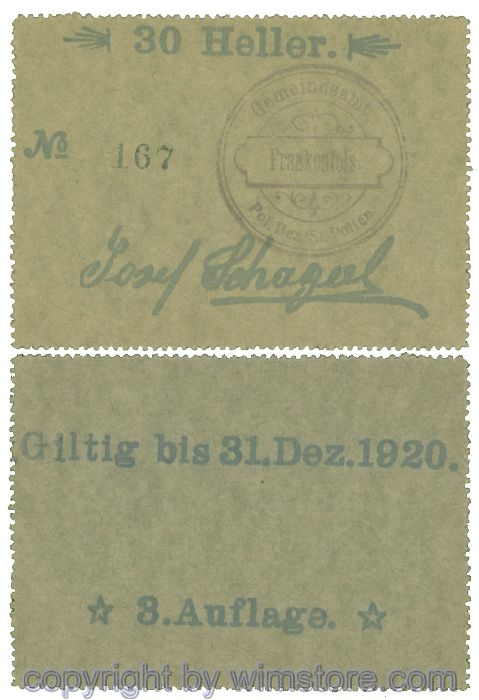 30 Heller.
Gemeindeamt
№ 167
Frankenfels
Pol. Bez. St. Pölten
Josef Schagerl
Giltig bis 31. Dez. 1920.
☆ 3. Auflage. ☆
copyright by wimstore.com